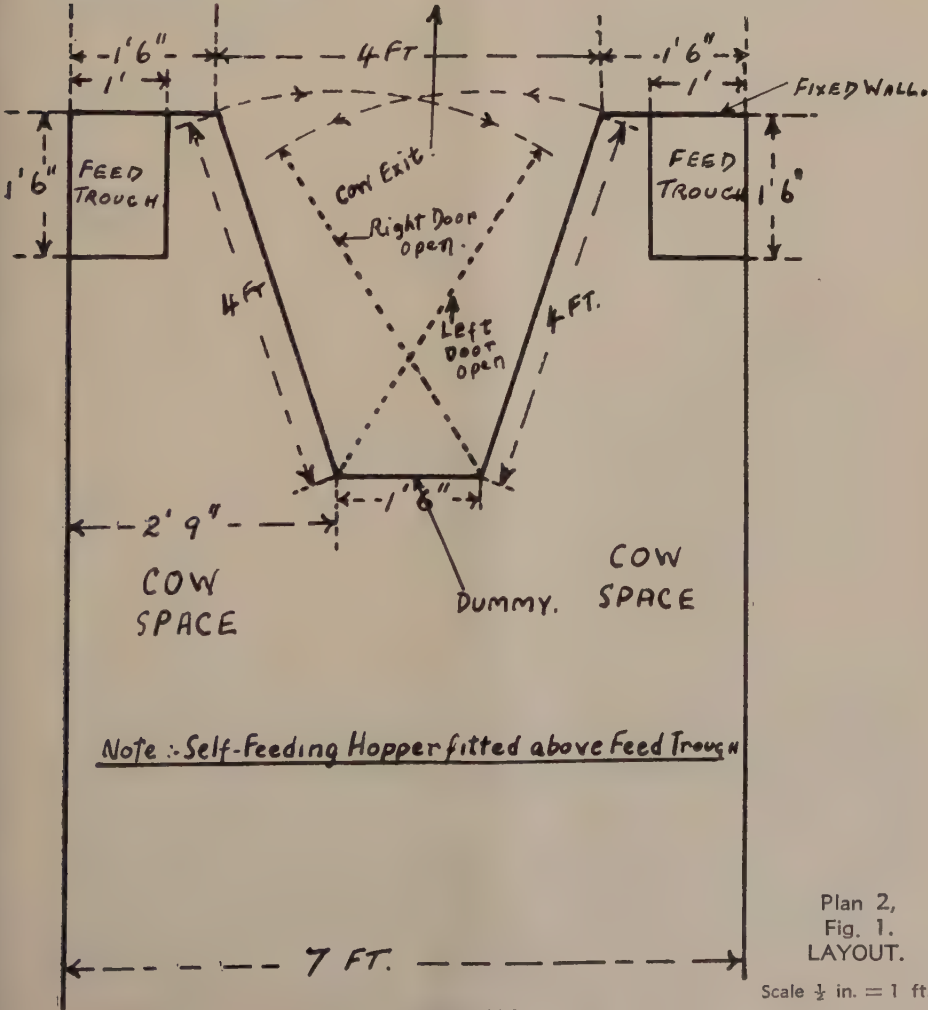 1'6"
4 FT
1'6"
1'
1'
FIXED WALL.
FEED
TROUGH
1'6"
FEED
TROUGH
1'6"
Cow Exit.
Right Door
open.
4 FT
4 FT.
Left
Door
open
1'6"
2' 9"
COW
SPACE
DUMMY.
COW
SPACE
Note :- Self-Feeding Hopper fitted above Feed Trough
7 FT.
Plan 2,
Fig. 1.
LAYOUT.
Scale ½ in. = 1 ft